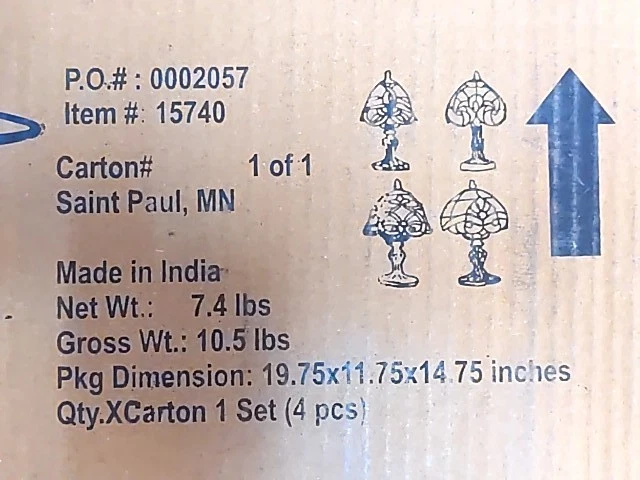 P.O.# : 0002057
Item #: 15740
Carton# 1 of 1
Saint Paul, MN
Made in India
Net Wt.: 7.4 lbs
Gross Wt.: 10.5 lbs
Pkg Dimension: 19.75x11.75x14.75 inches
Qty.XCarton 1 Set (4 pcs)